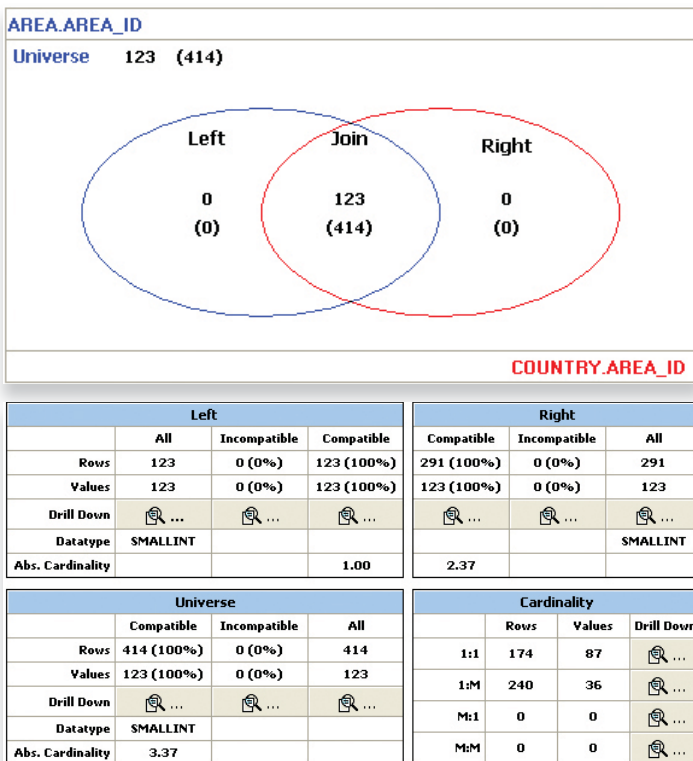 AREA.AREA_ID
Universe 123 (414)
Left Join Right
0 123 0
(0) (414) (0)
COUNTRY.AREA_ID
Left
All Incompatible Compatible
Rows 123 0 (0%) 123 (100%)
Values 123 0 (0%) 123 (100%)
Drill Down ... ... ...
Datatype SMALLINT
Abs. Cardinality 1.00
Right
Compatible Incompatible All
291 (100%) 0 (0%) 291
123 (100%) 0 (0%) 123
... ... ...
SMALLINT
2.37
Universe
Compatible Incompatible All
Rows 414 (100%) 0 (0%) 414
Values 123 (100%) 0 (0%) 123
Drill Down ... ... ...
Datatype SMALLINT
Abs. Cardinality 3.37
Cardinality
Rows Values Drill Down
1:1 174 87 ...
1:M 240 36 ...
M:1 0 0 ...
M:M 0 0 ...